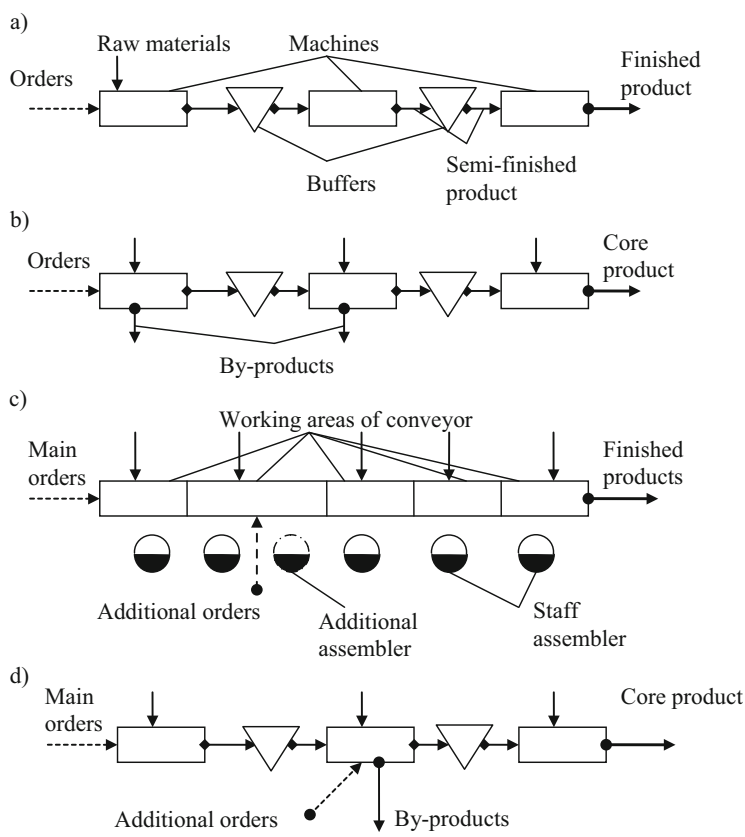 a)
Raw materials
Machines
Orders
Finished
product
Buffers
Semi-finished
product
b)
Orders
Core
product
By-products
c)
Working areas of conveyor
Main
orders
Finished
products
Additional orders
Additional
assembler
Staff
assembler
d)
Main
orders
Core product
Additional orders
By-products